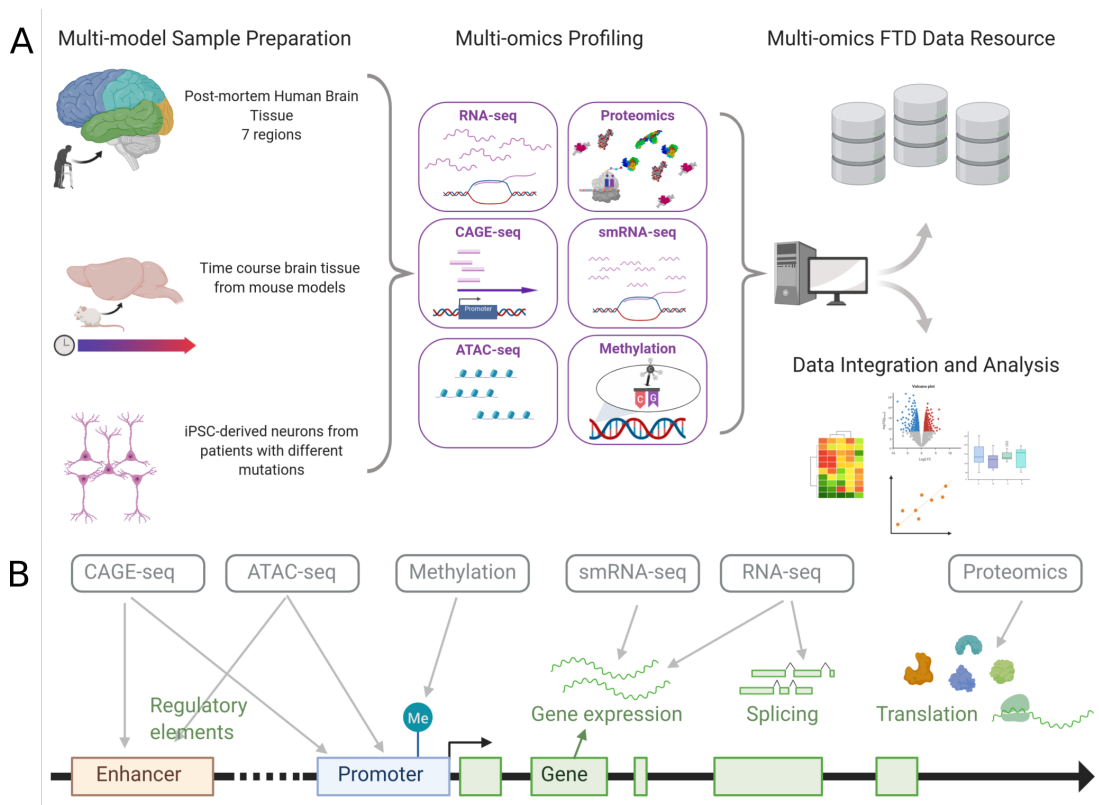 A
Multi-model Sample Preparation
Multi-omics Profiling
Multi-omics FTD Data Resource
Post-mortem Human Brain
Tissue
7 regions
Time course brain tissue
from mouse models
iPSC-derived neurons from
patients with different
mutations
RNA-seq
Proteomics
CAGE-seq
Promoter
smRNA-seq
ATAC-seq
Methylation
C G
Data Integration and Analysis
Volcano plot
B
CAGE-seq
ATAC-seq
Methylation
smRNA-seq
RNA-seq
Proteomics
Regulatory
elements
Me
Gene expression
Splicing
Translation
Enhancer
Promoter
Gene